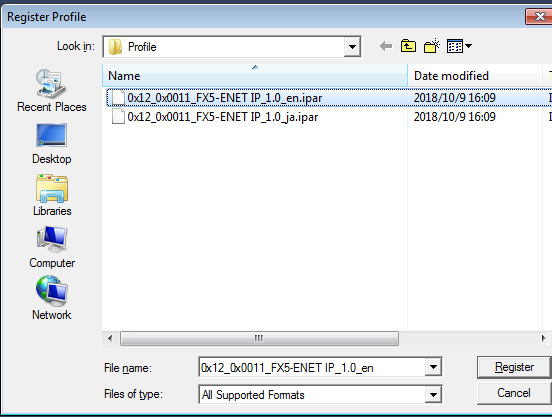 Register Profile
Look in: Profile
Name Date modified
0x12_0x0011_FX5-ENET IP_1.0_en.ipar 2018/10/9 16:09
0x12_0x0011_FX5-ENET IP_1.0_ja.ipar 2018/10/9 16:09
Recent Places
Desktop
Libraries
Computer
Network
File name: 0x12_0x0011_FX5-ENET IP_1.0_en Register
Files of type: All Supported Formats Cancel